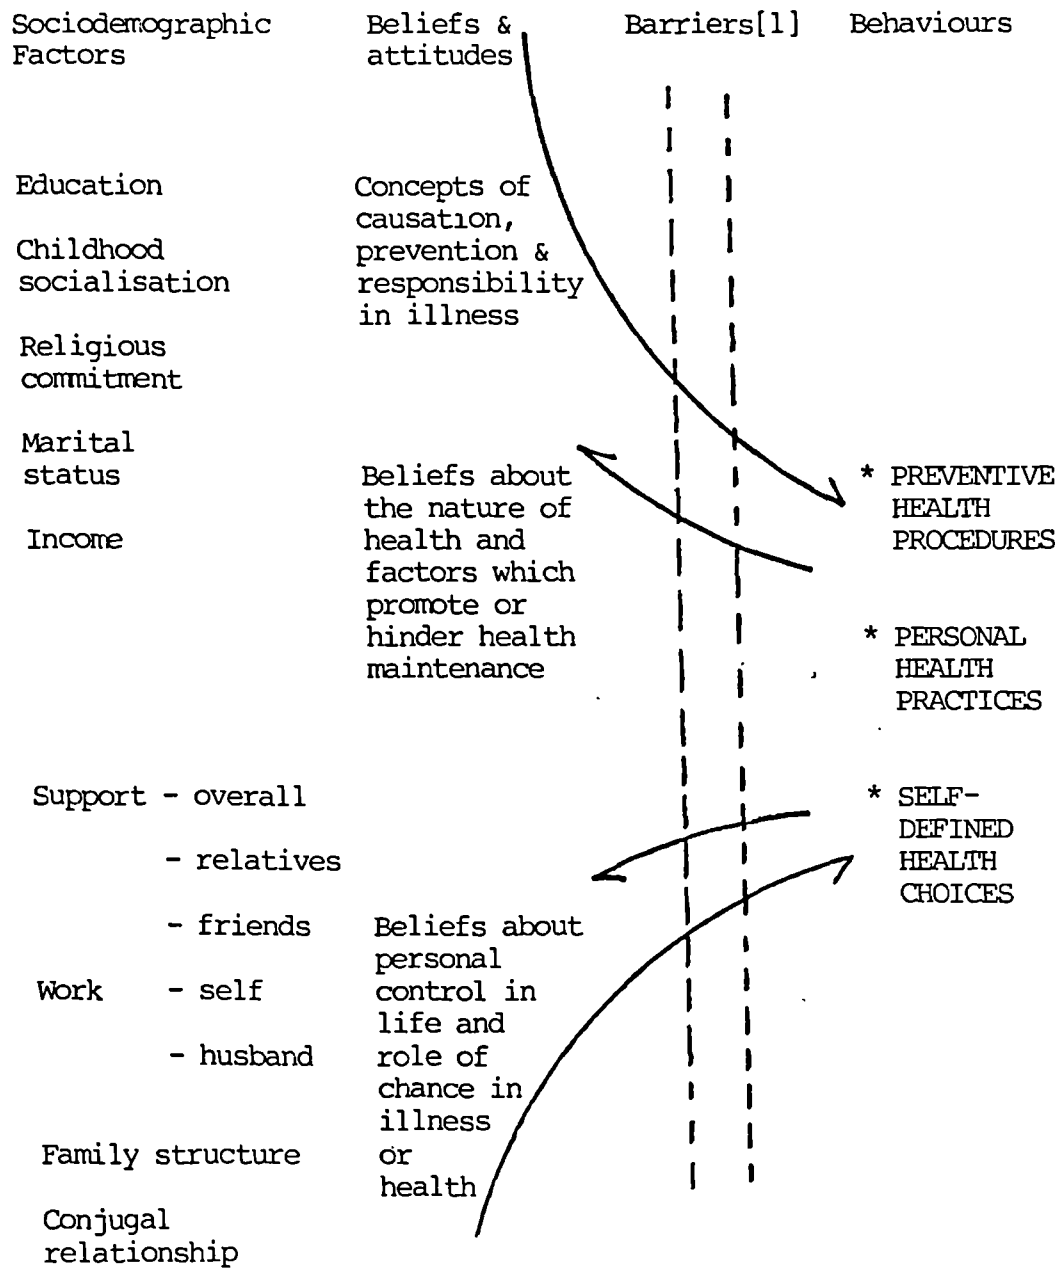 Sociodemographic
Factors
Beliefs &
attitudes
Barriers[1]
Behaviours
Education
Childhood
socialisation
Religious
commitment
Marital
status
Income
Support - overall
- relatives
- friends
Work - self
- husband
Family structure
Conjugal
relationship
Concepts of
causation,
prevention &
responsibility
in illness
Beliefs about
the nature of
health and
factors which
promote or
hinder health
maintenance
Beliefs about
personal
control in
life and
role of
chance in
illness
or
health
* PREVENTIVE
HEALTH
PROCEDURES
* PERSONAL
HEALTH
PRACTICES
* SELF-
DEFINED
HEALTH
CHOICES